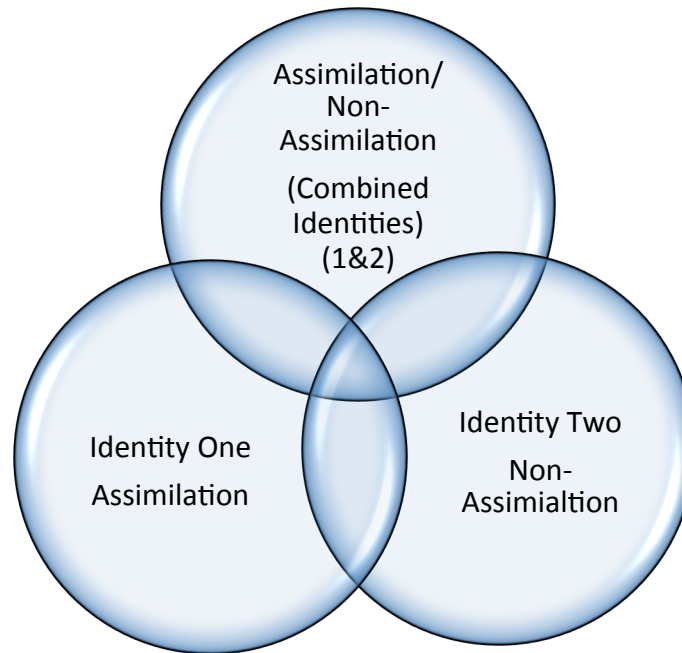 Assimilation/
Non-
Assimilation
(Combined
Identities)
(1&2)
Identity One
Assimilation
Identity Two
Non-
Assimialtion